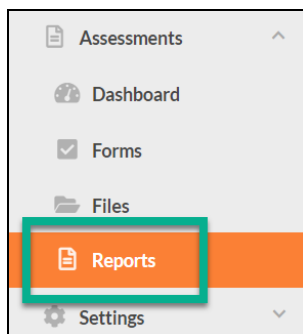 Assessments
Dashboard
Forms
Files
Reports
Settings